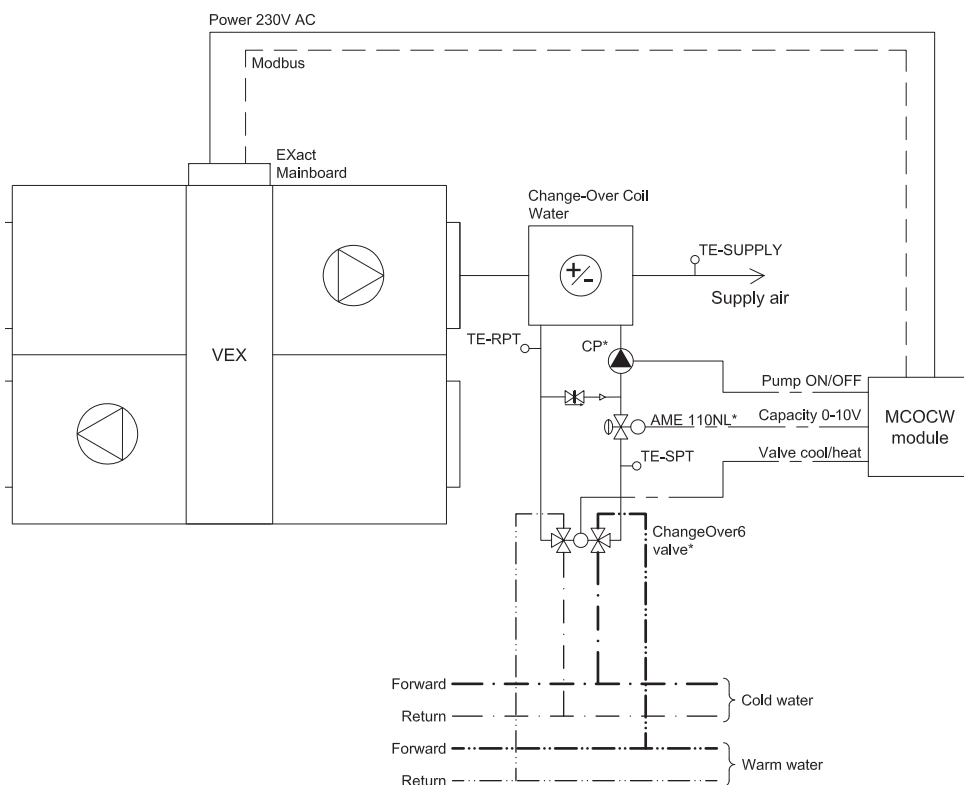 Power 230V AC
Modbus
EXact
Mainboard
Change-Over Coil
Water
+/-
TE-SUPPLY
Supply air
TE-RPT
CP*
VEX
Pump ON/OFF
AME 110NL*
Capacity 0-10V
MCOCW
module
Valve cool/heat
TE-SPT
ChangeOver6
valve*
Forward
Return
Cold water
Forward
Return
Warm water